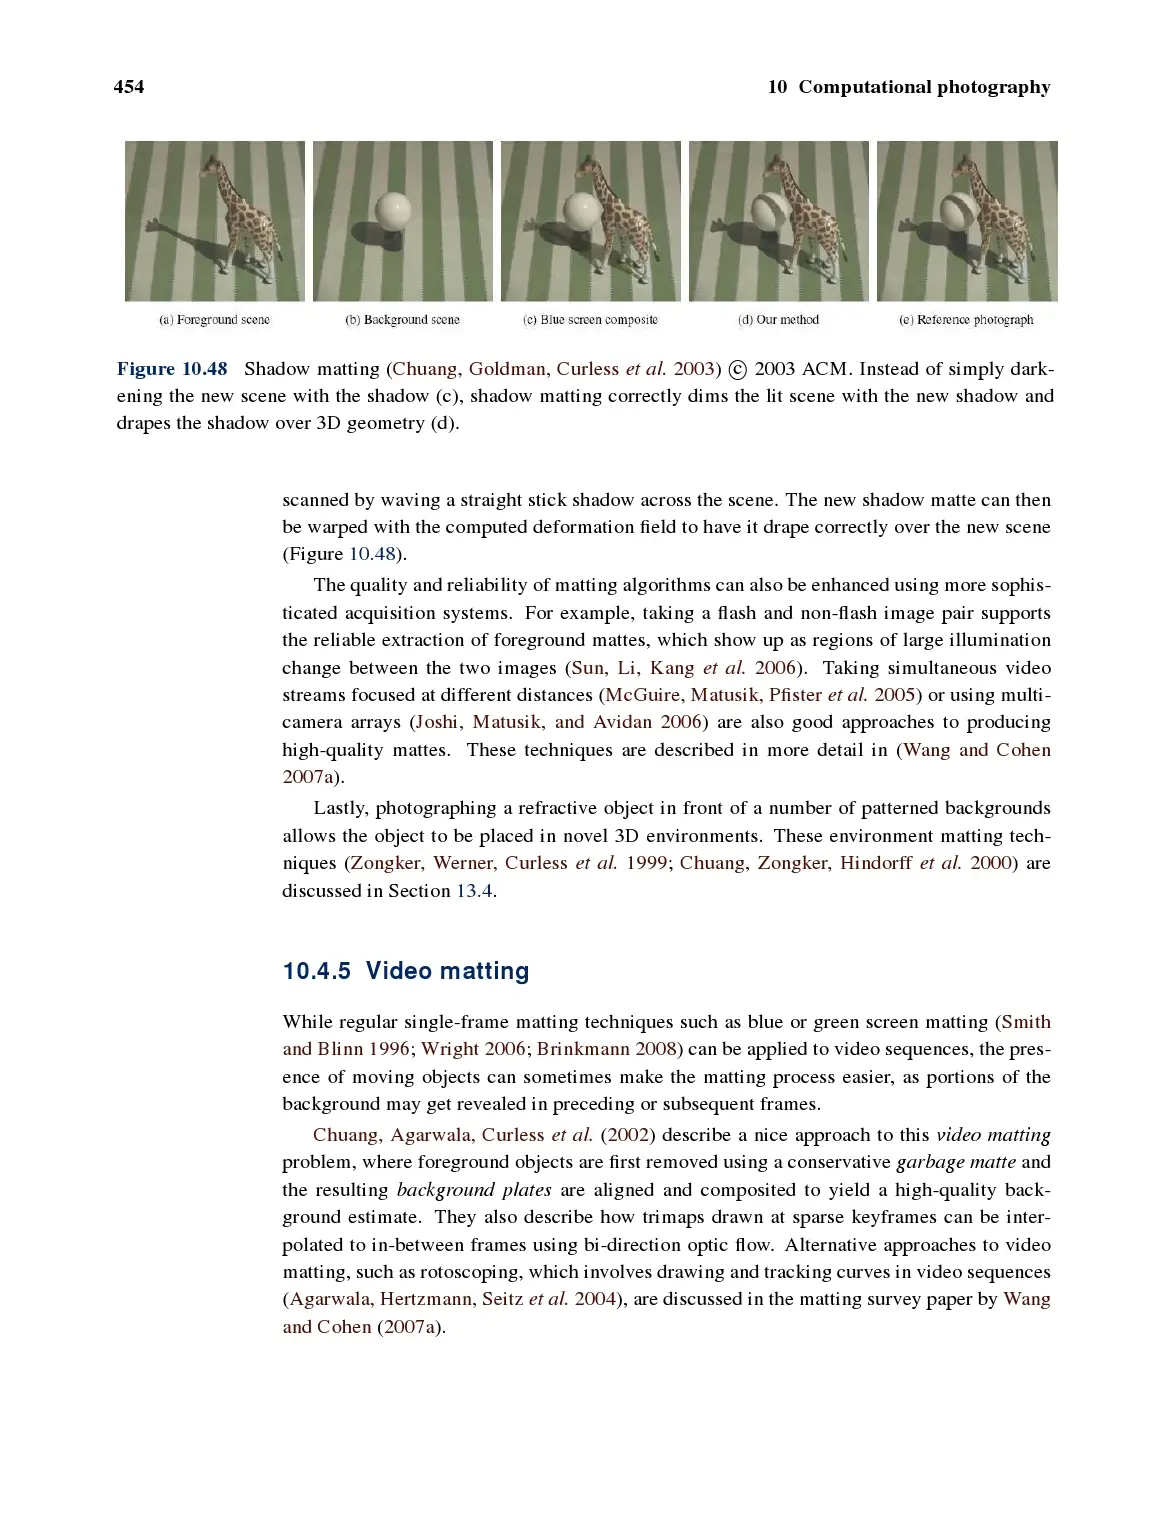 454
10 Computational photography
(a) Foreground scene
(b) Background scene
(c) Blue screen composite
(d) Our method
(e) Reference photograph
Figure 10.48 Shadow matting (Chuang, Goldman, Curless et al. 2003) © 2003 ACM. Instead of simply dark-
ening the new scene with the shadow (c), shadow matting correctly dims the lit scene with the new shadow and
drapes the shadow over 3D geometry (d).
scanned by waving a straight stick shadow across the scene. The new shadow matte can then
be warped with the computed deformation field to have it drape correctly over the new scene
(Figure 10.48).
The quality and reliability of matting algorithms can also be enhanced using more sophis-
ticated acquisition systems. For example, taking a flash and non-flash image pair supports
the reliable extraction of foreground mattes, which show up as regions of large illumination
change between the two images (Sun, Li, Kang et al. 2006). Taking simultaneous video
streams focused at different distances (McGuire, Matusik, Pfister et al. 2005) or using multi-
camera arrays (Joshi, Matusik, and Avidan 2006) are also good approaches to producing
high-quality mattes. These techniques are described in more detail in (Wang and Cohen
2007a).
Lastly, photographing a refractive object in front of a number of patterned backgrounds
allows the object to be placed in novel 3D environments. These environment matting tech-
niques (Zongker, Werner, Curless et al. 1999; Chuang, Zongker, Hindorff et al. 2000) are
discussed in Section 13.4.
10.4.5 Video matting
While regular single-frame matting techniques such as blue or green screen matting (Smith
and Blinn 1996; Wright 2006; Brinkmann 2008) can be applied to video sequences, the pres-
ence of moving objects can sometimes make the matting process easier, as portions of the
background may get revealed in preceding or subsequent frames.
Chuang, Agarwala, Curless et al. (2002) describe a nice approach to this video matting
problem, where foreground objects are first removed using a conservative garbage matte and
the resulting background plates are aligned and composited to yield a high-quality back-
ground estimate. They also describe how trimaps drawn at sparse keyframes can be inter-
polated to in-between frames using bi-direction optic flow. Alternative approaches to video
matting, such as rotoscoping, which involves drawing and tracking curves in video sequences
(Agarwala, Hertzmann, Seitz et al. 2004), are discussed in the matting survey paper by Wang
and Cohen (2007a).